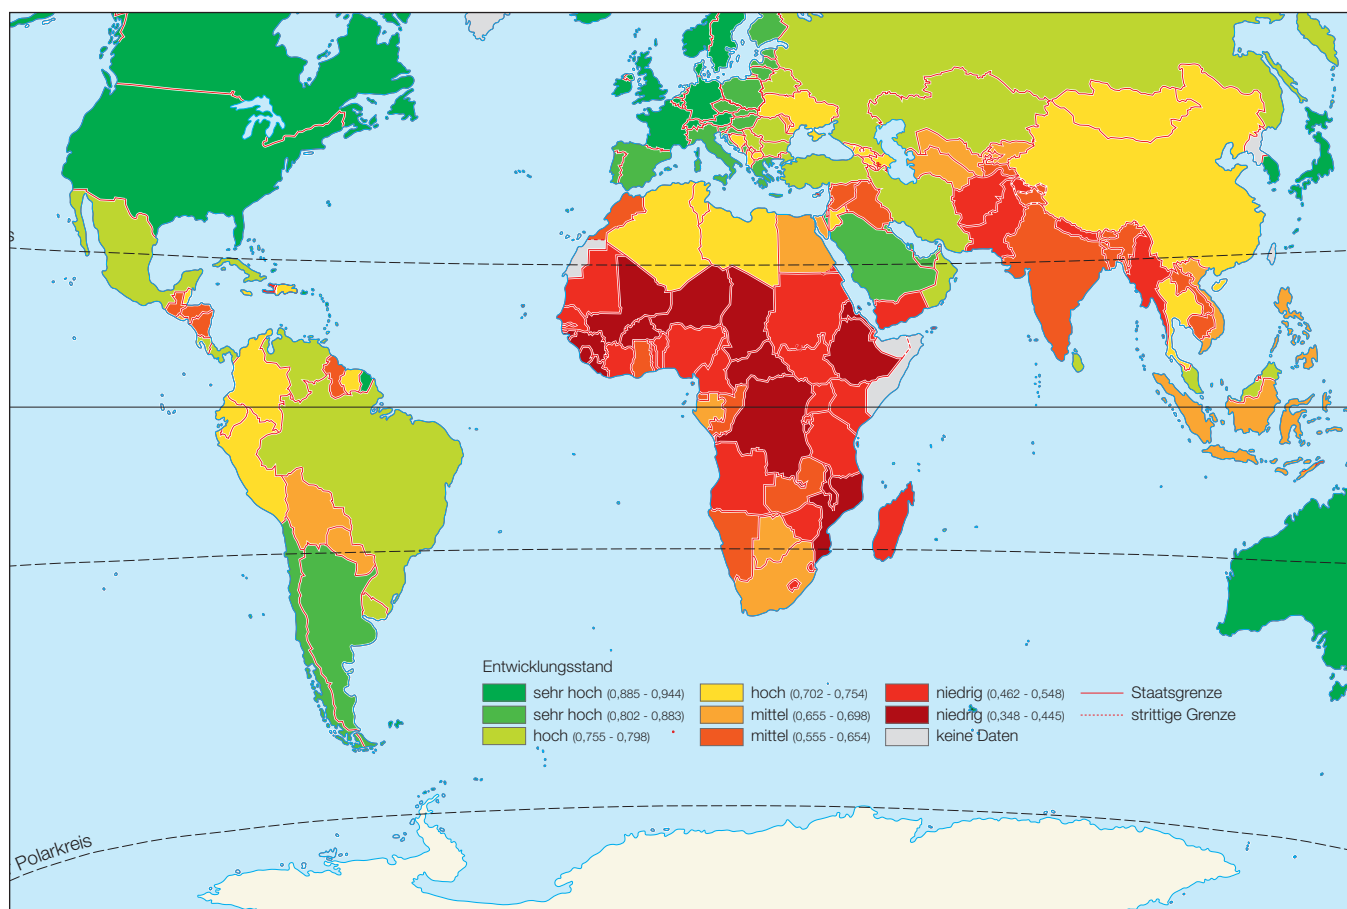 s
Entwicklungsstand
sehr hoch (0,885 - 0,944)
sehr hoch (0,802 - 0,883)
hoch (0,755 - 0,798)
hoch (0,702 - 0,754)
mittel (0,655 - 0,698)
mittel (0,555 - 0,654)
niedrig (0,462 - 0,548)
niedrig (0,348 - 0,445)
keine Daten
Staatsgrenze
strittige Grenze
Polarkreis